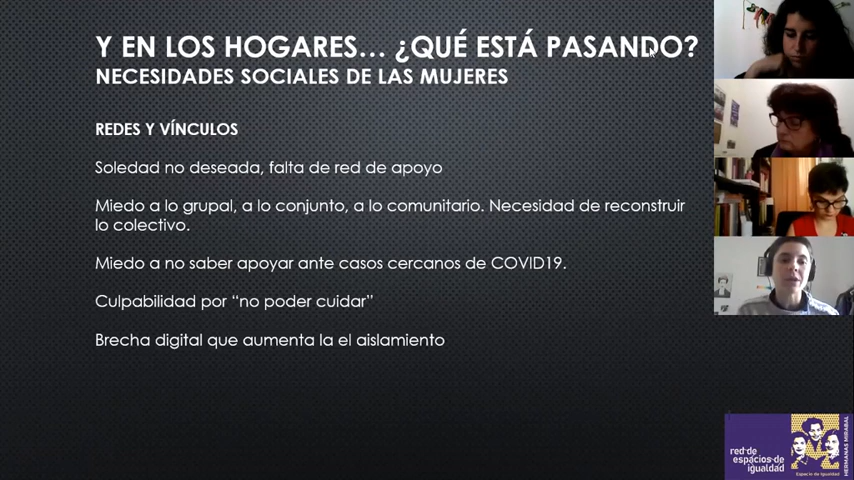 Y EN LOS HOGARES... ¿QUÉ ESTÁ PASANDO?
NECESIDADES SOCIALES DE LAS MUJERES
REDES Y VÍNCULOS
Soledad no deseada, falta de red de apoyo
Miedo a lo grupal, a lo conjunto, a lo comunitario. Necesidad de reconstruir
lo colectivo.
Miedo a no saber apoyar ante casos cercanos de COVID19.
Culpabilidad por “no poder cuidar”
Brecha digital que aumenta la el aislamiento
red de
espacios de
igualdad
Espacio de Igualdad
HERMANAS MIRABAL